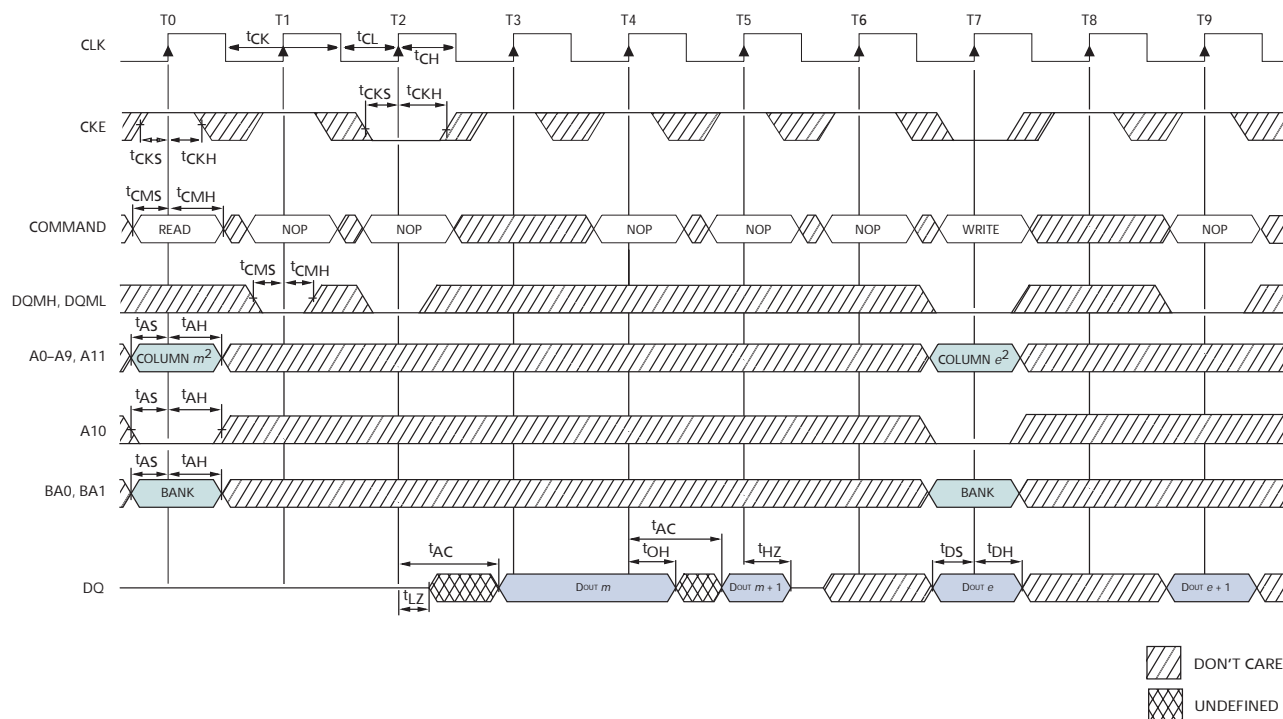 T0 T1 T2 T3 T4 T5 T6 T7 T8 T9
CLK
tCK tCL
tCH
tCKS tCKH
CKE
tCKS tCKH
tCMS tCMH
COMMAND READ NOP NOP NOP NOP NOP WRITE NOP
tCMS tCMH
DQMH, DQML
tAS tAH
A0–A9, A11 COLUMN m2 COLUMN e2
tAS tAH
A10
tAS tAH
BA0, BA1 BANK BANK
tAC
tAC tOH tHZ tDS tDH
DQ DOUT m DOUT m + 1 DOUT e DOUT e + 1
tLZ
DON'T CARE
UNDEFINED